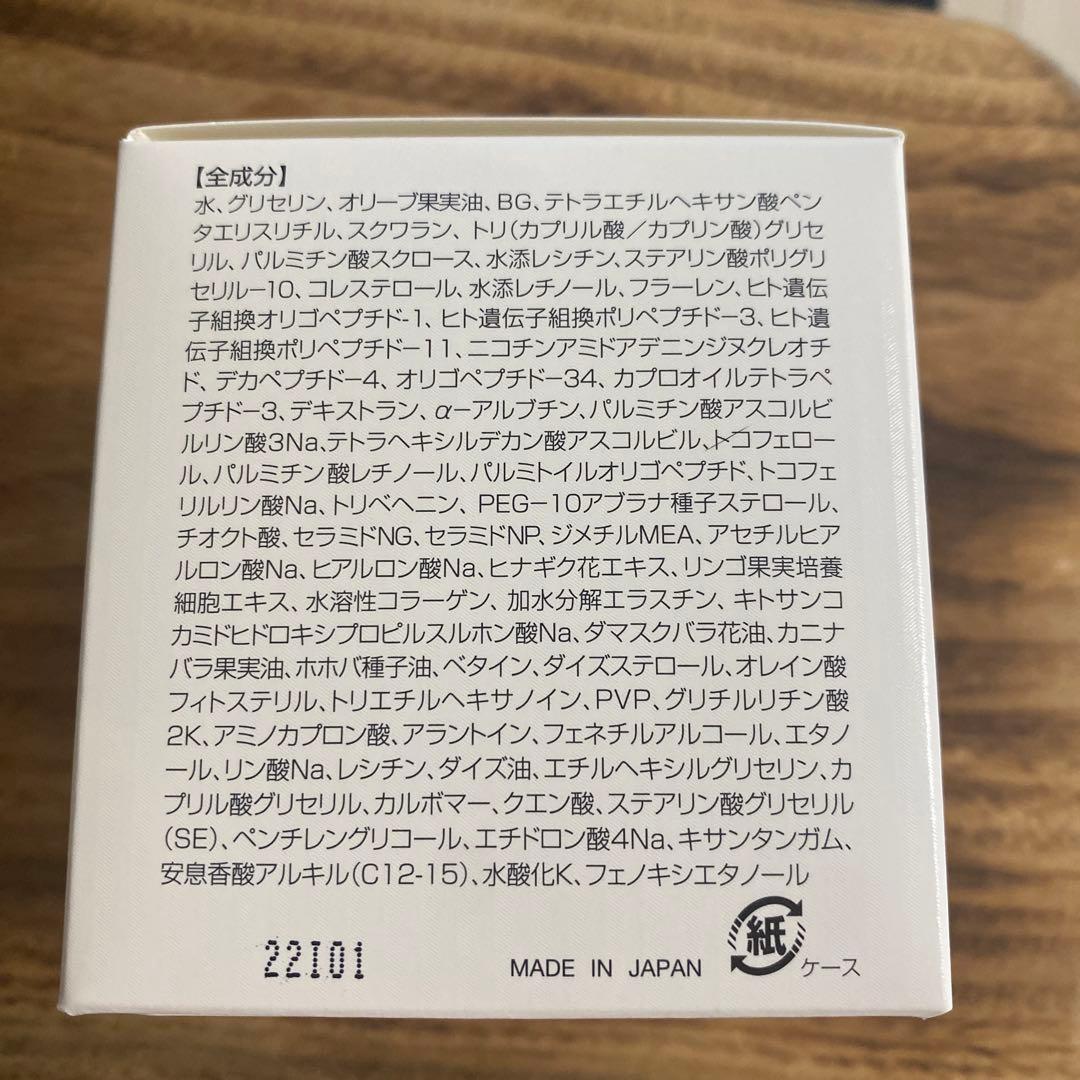 【全成分】
水、グリセリン、オリーブ果実油、BG、テトラエチルヘキサン酸ペン
タエリスリチル、スクワラン、トリ(カプリル酸／カプリン酸)グリセ
リル、パルミチン酸スクロース、水添レシチン、ステアリン酸ポリグリ
セリル−10、コレステロール、水添レチノール、フラーレン、ヒト遺伝
子組換オリゴペプチド-1、ヒト遺伝子組換ポリペプチド−3、ヒト遺
伝子組換ポリペプチド−11、ニコチンアミドアデニンジヌクレオチ
ド、デカペプチド−4、オリゴペプチド−34、カプロオイルテトラペ
プチド−3、デキストラン、α−アルブチン、パルミチン酸アスコルビ
ルリン酸3Na、テトラヘキシルデカン酸アスコルビル、トコフェロー
ル、パルミチン酸レチノール、パルミトイルオリゴペプチド、トコフェ
リルリン酸Na、トリベヘニン、PEG−10アブラナ種子ステロール、
チオクト酸、セラミドNG、セラミドNP、ジメチルMEA、アセチルヒア
ルロン酸Na、ヒアルロン酸Na、ヒナギク花エキス、リンゴ果実培養
細胞エキス、水溶性コラーゲン、加水分解エラスチン、キトサンコ
カミドヒドロキシプロピルスルホン酸Na、ダマスクバラ花油、カニナ
バラ果実油、ホホバ種子油、ベタイン、ダイズステロール、オレイン酸
フィトステリル、トリエチルヘキサノイン、PVP、グリチルリチン酸
2K、アミノカプロン酸、アラントイン、フェネチルアルコール、エタノ
ール、リン酸Na、レシチン、ダイズ油、エチルヘキシルグリセリン、カ
プリル酸グリセリル、カルボマー、クエン酸、ステアリン酸グリセリル
(SE)、ペンチレングリコール、エチドロン酸4Na、キサンタンガム、
安息香酸アルキル(C12-15)、水酸化K、フェノキシエタノール
22I01
MADE IN JAPAN
紙
ケース